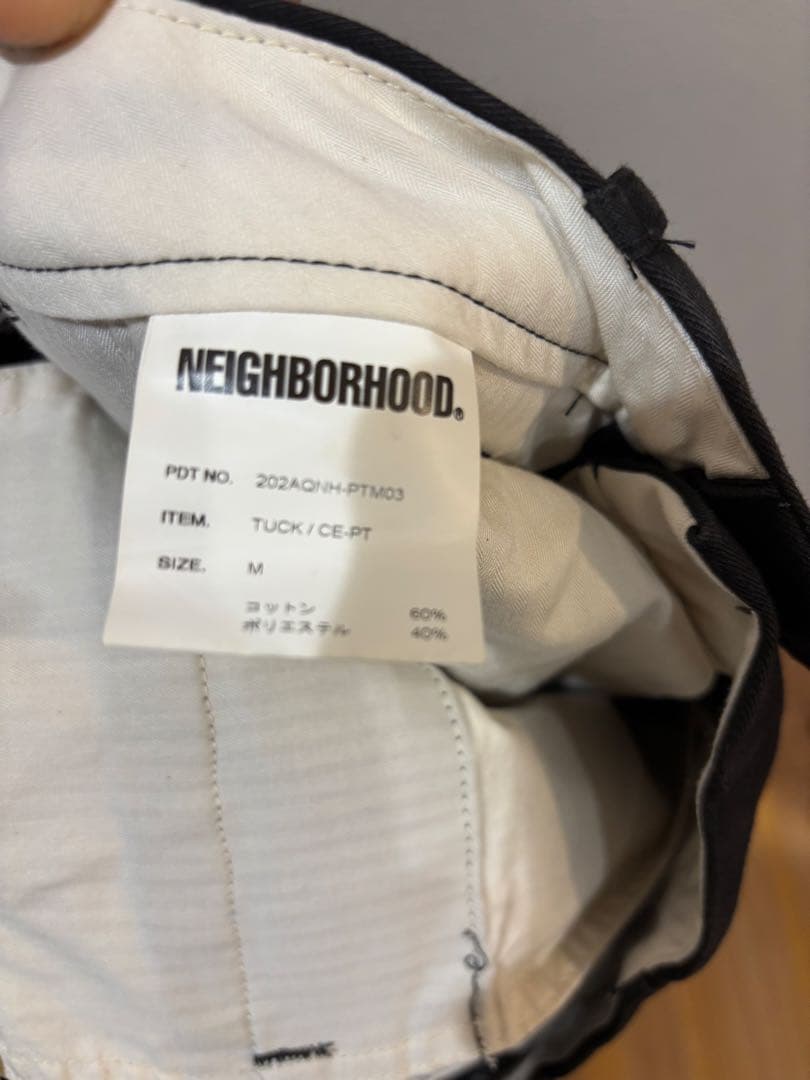 NEIGHBORHOOD®
PDT NO. 202AQNH-PTM03
ITEM. TUCK / CE-PT
SIZE. M
コットン 60%
ポリエステル 40%